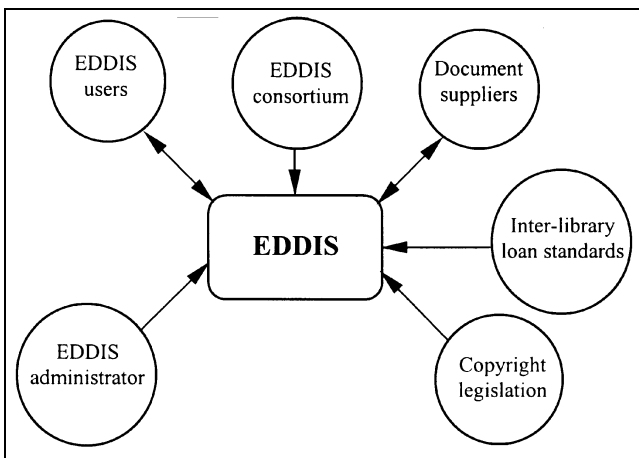 EDDIS
users
EDDIS
consortium
Document
suppliers
EDDIS
Inter-library
loan standards
EDDIS
administrator
Copyright
legislation